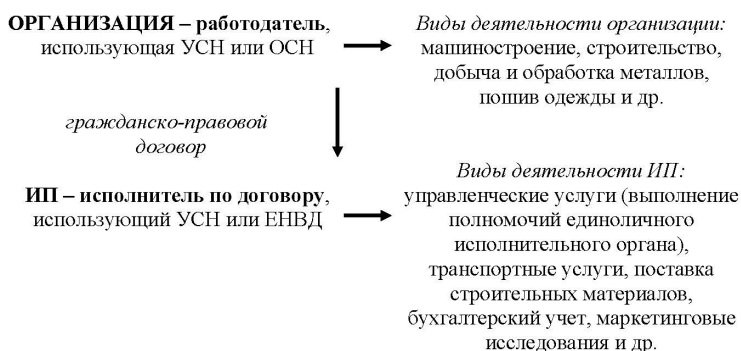 ОРГАНИЗАЦИЯ – работодатель,
использующая УСН или ОСН
Виды деятельности организации:
машиностроение, строительство,
добыча и обработка металлов,
пошив одежды и др.
гражданско-правовой
договор
ИП – исполнитель по договору,
использующий УСН или ЕНВД
Виды деятельности ИП:
управленческие услуги (выполнение
полномочий единоличного
исполнительного органа),
транспортные услуги, поставка
строительных материалов,
бухгалтерский учет, маркетинговые
исследования и др.